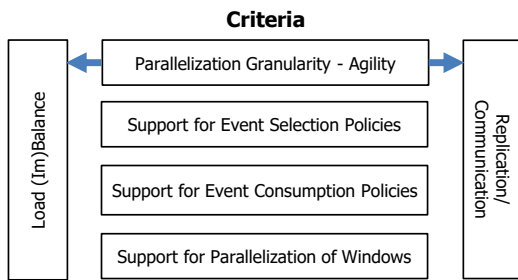 Criteria
Load (Im)Balance
Parallelization Granularity - Agility
Support for Event Selection Policies
Support for Event Consumption Policies
Support for Parallelization of Windows
Replication/
Communication